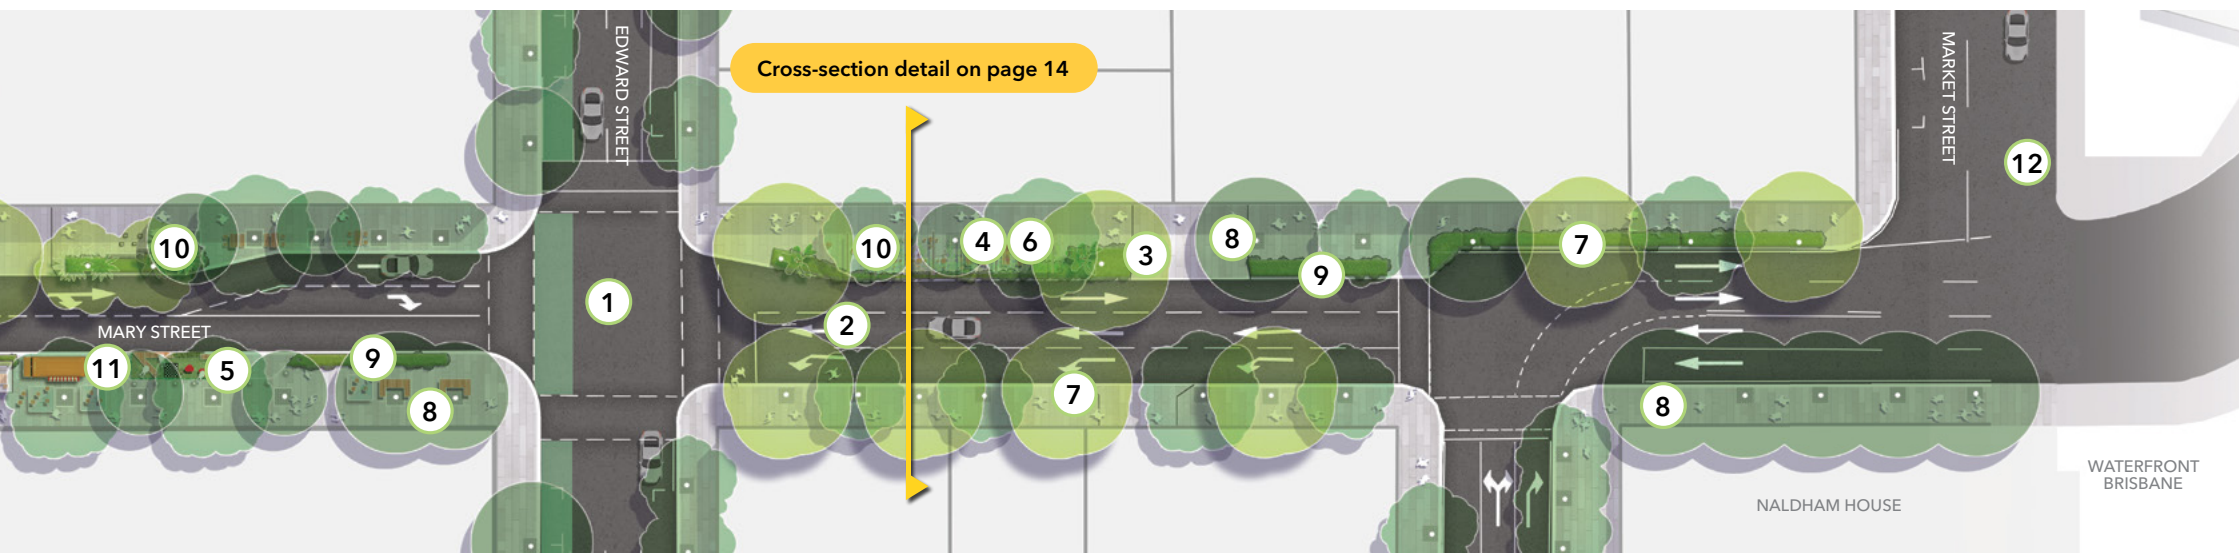 EDWARD STREET
Cross-section detail on page 14
MARKET STREET
12
10
10
4
6
3
8
7
9
1
2
MARY STREET
11
5
9
8
7
8
WATERFRONT
BRISBANE
NALDHAM HOUSE